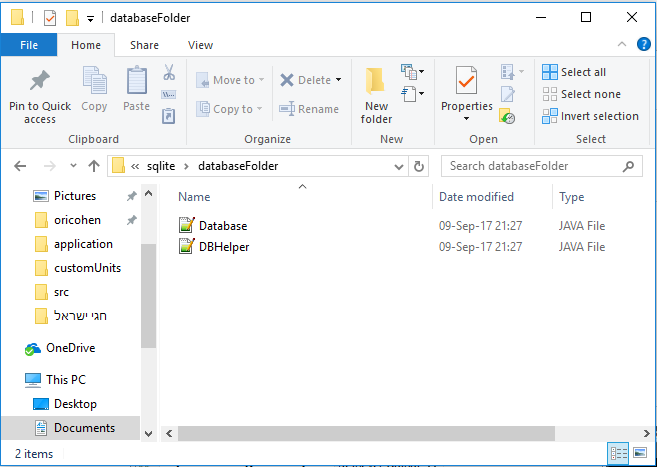 databaseFolder
File Home Share View
Pin to Quick access
Copy
Paste
Clipboard
Move to
Copy to
Delete
Rename
Organize
New folder
New
Properties
Open
Select all
Select none
Invert selection
Select
« sqlite > databaseFolder
Search databaseFolder
Name Date modified Type
Database 09-Sep-17 21:27 JAVA File
DBHelper 09-Sep-17 21:27 JAVA File
Pictures
oricohen
application
customUnits
src
חגי ישראל
OneDrive
This PC
Desktop
Documents
2 items